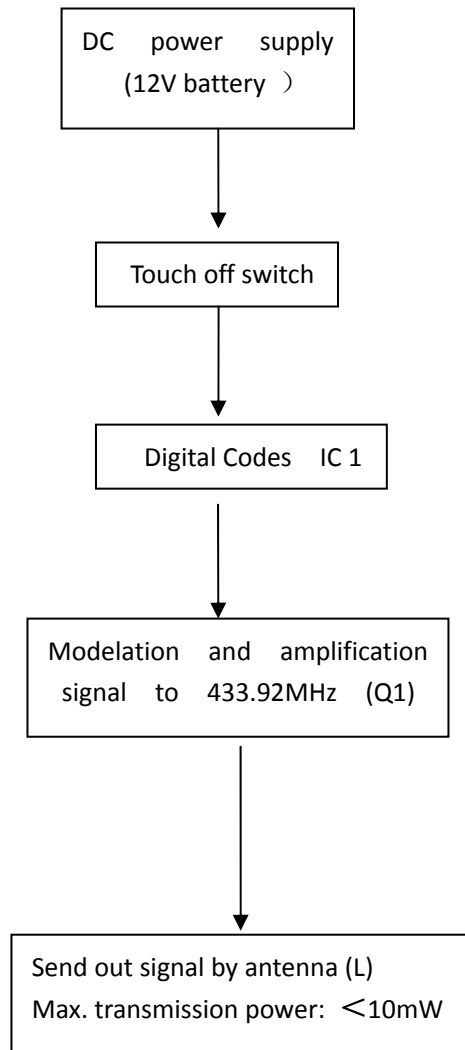 DC power supply
(12V battery ）
Touch off switch
Digital Codes IC 1
Modelation and amplification
signal to 433.92MHz (Q1)
Send out signal by antenna (L)
Max. transmission power: ＜10mW